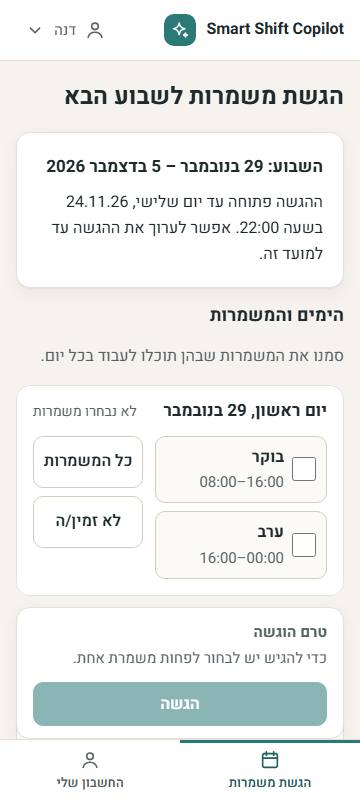 Smart Shift Copilot
דנה
הגשת משמרות לשבוע הבא
השבוע: 29 בנובמבר – 5 בדצמבר 2026
ההגשה פתוחה עד יום שלישי, 24.11.26
בשעה 22:00. אפשר לערוך את ההגשה עד
למועד זה.
הימים והמשמרות
סמנו את המשמרות שבהן תוכלו לעבוד בכל יום.
יום ראשון, 29 בנובמבר
לא נבחרו משמרות
בוקר
08:00–16:00
ערב
16:00–00:00
כל המשמרות
לא זמין/ה
טרם הוגשה
כדי להגיש יש לבחור לפחות משמרת אחת.
הגשה
הגשת משמרות
החשבון שלי